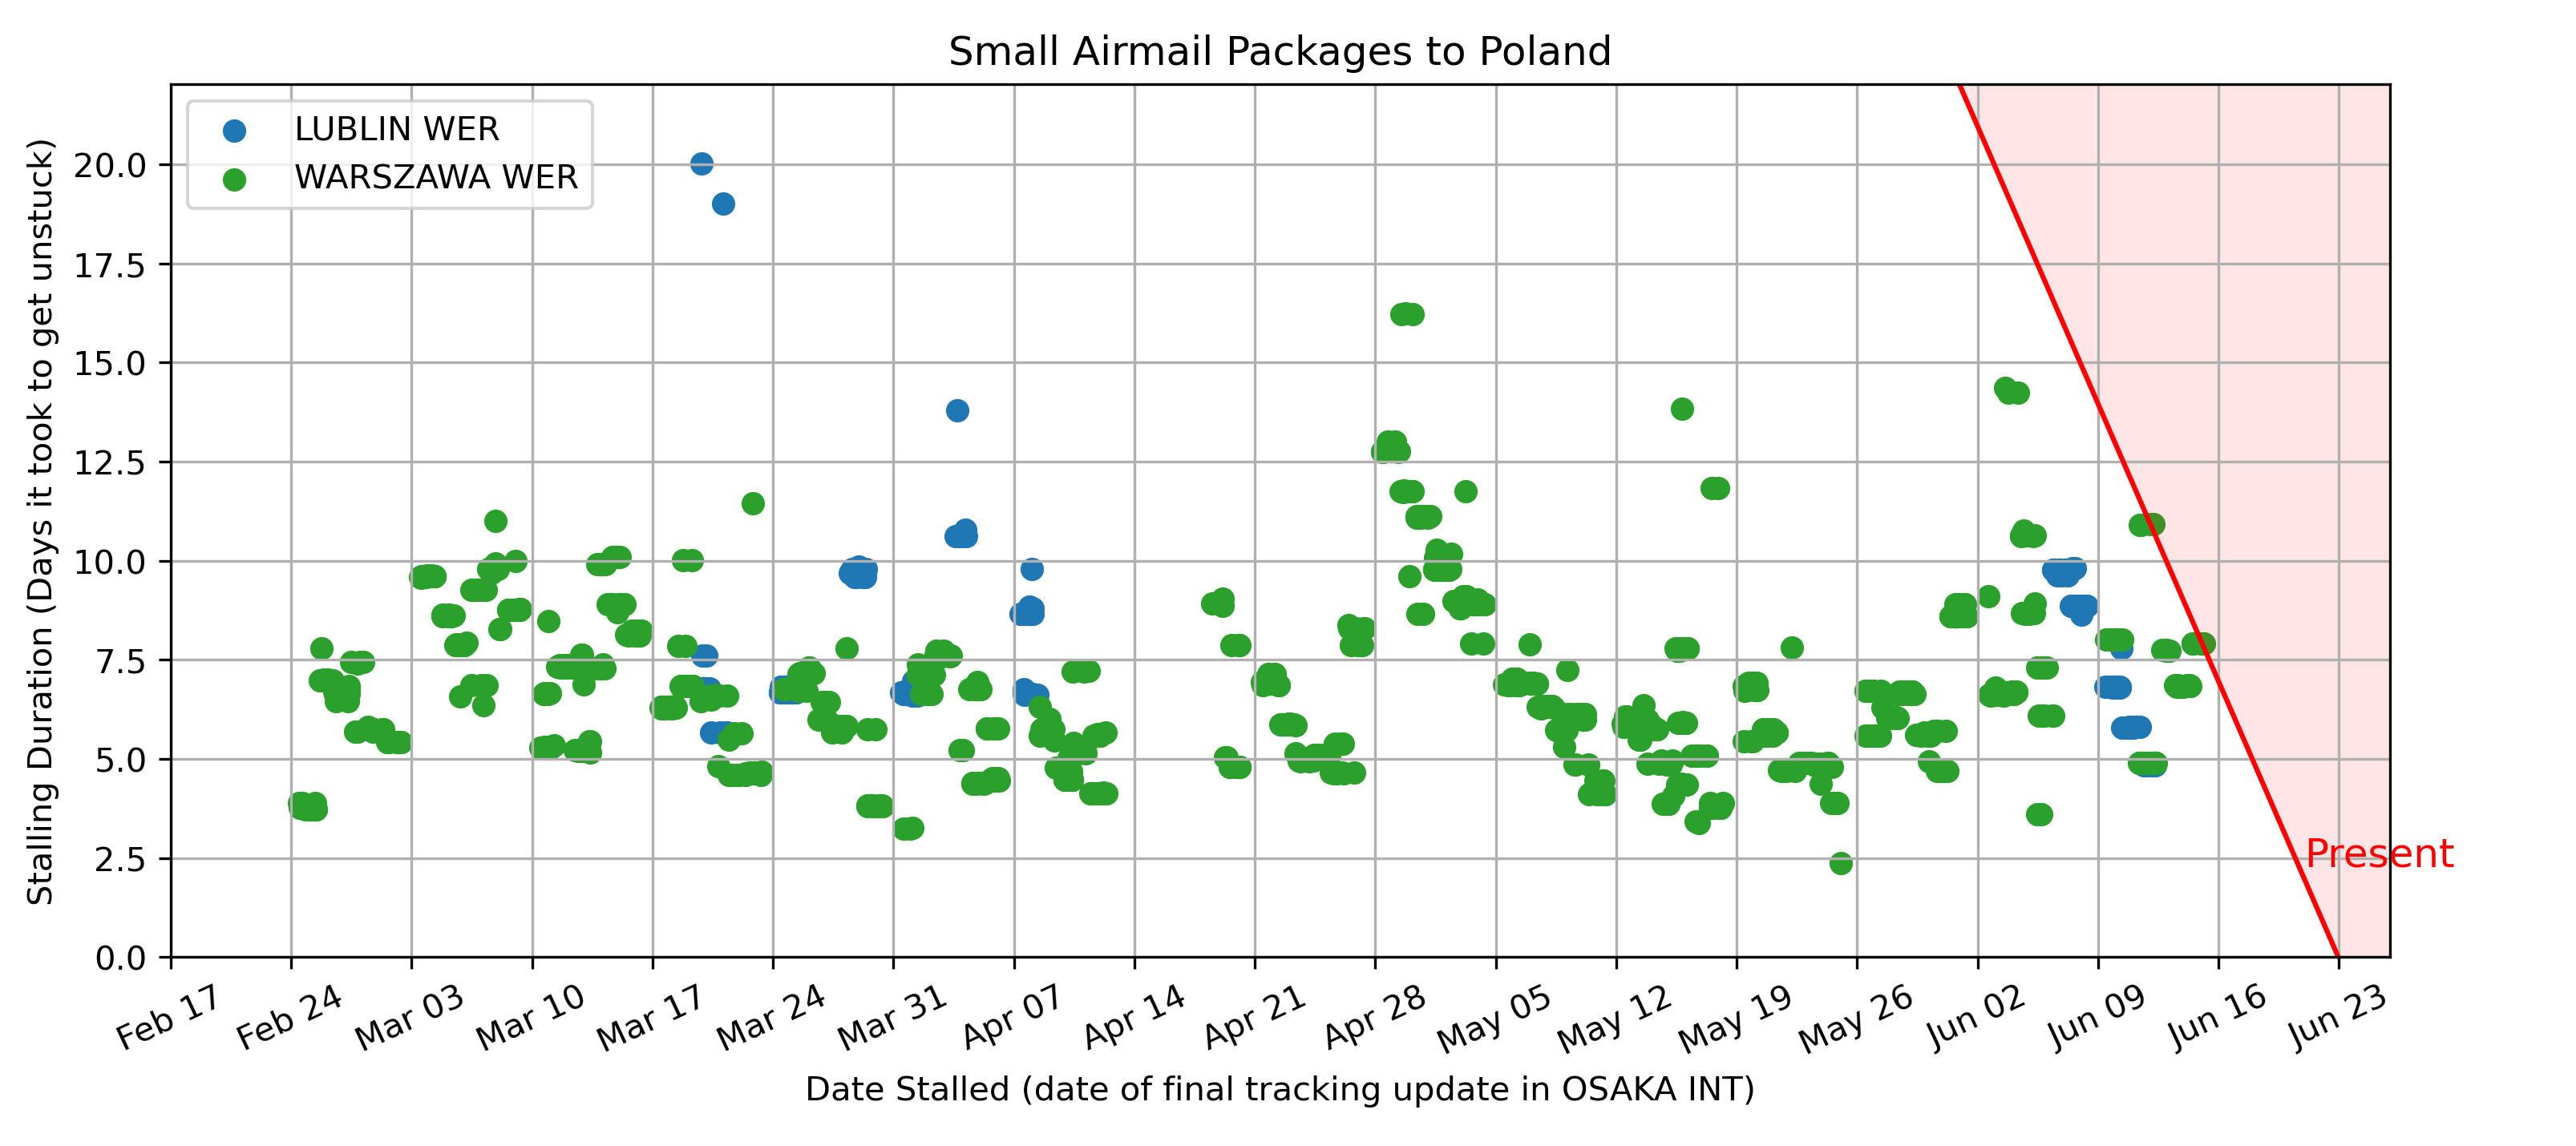 Small Airmail Packages to Poland
LUBLIN WER
WARSZAWA WER
Stalling Duration (Days it took to get unstuck)
20.0
17.5
15.0
12.5
10.0
7.5
5.0
2.5
0.0
Present
Feb 17
Feb 24
Mar 03
Mar 10
Mar 17
Mar 24
Mar 31
Apr 07
Apr 14
Apr 21
Apr 28
May 05
May 12
May 19
May 26
Jun 02
Jun 09
Jun 16
Jun 23
Date Stalled (date of final tracking update in OSAKA INT)